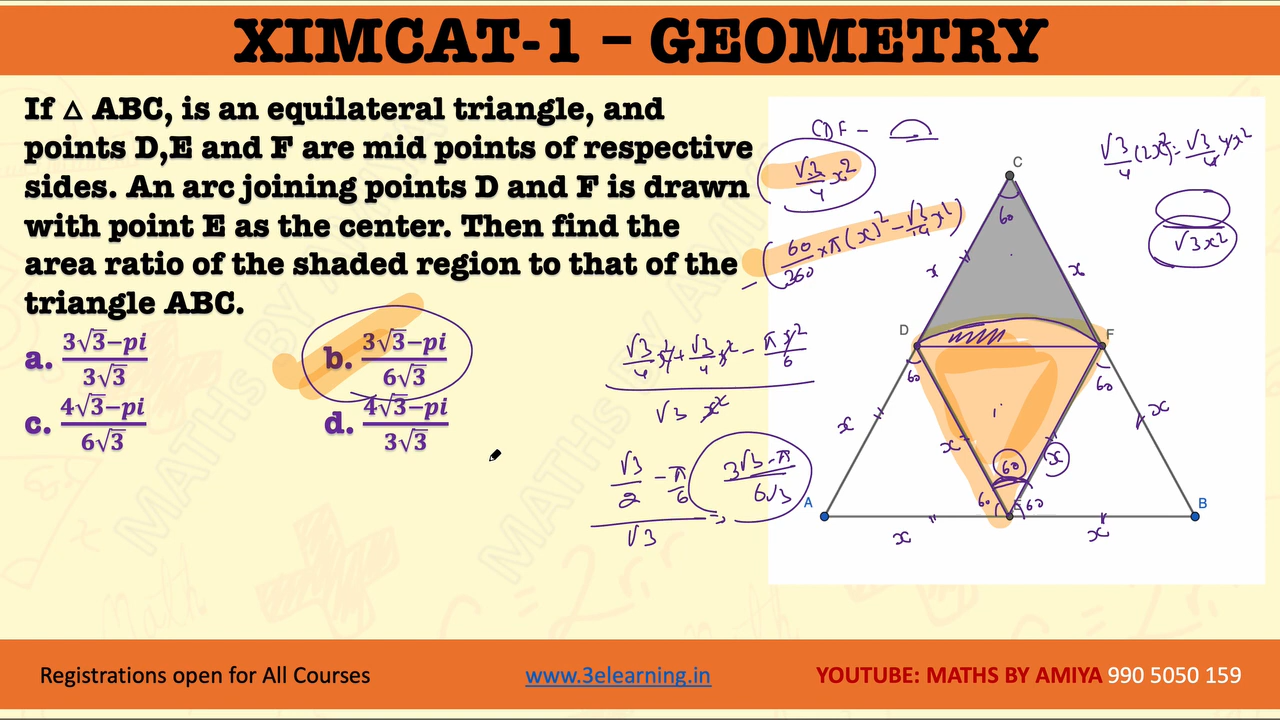 XIMCAT-1 – GEOMETRY
If △ ABC, is an equilateral triangle, and
points D,E and F are mid points of respective
sides. An arc joining points D and F is drawn
with point E as the center. Then find the
area ratio of the shaded region to that of the
triangle ABC.
a. (3√3−pi)/(3√3)
b. (3√3−pi)/(6√3)
c. (4√3−pi)/(6√3)
d. (4√3−pi)/(3√3)
CDF –
√3/4 x²
– (60/360 × π(x)² – √3/4 x²)
√3/4 (2x)² = √3/4 4x²
√3x²
√3/4 x² + √3/4 x² – πx²/6
√3 x²
√3/2 – π/6
√3
⇒ (3√3–π)/(6√3)
C
60
x x
D F
60 60
x x x x
60
60 60
A E B
x x
MATHS BY AMIYA
Registrations open for All Courses
www.3elearning.in
YOUTUBE: MATHS BY AMIYA 990 5050 159